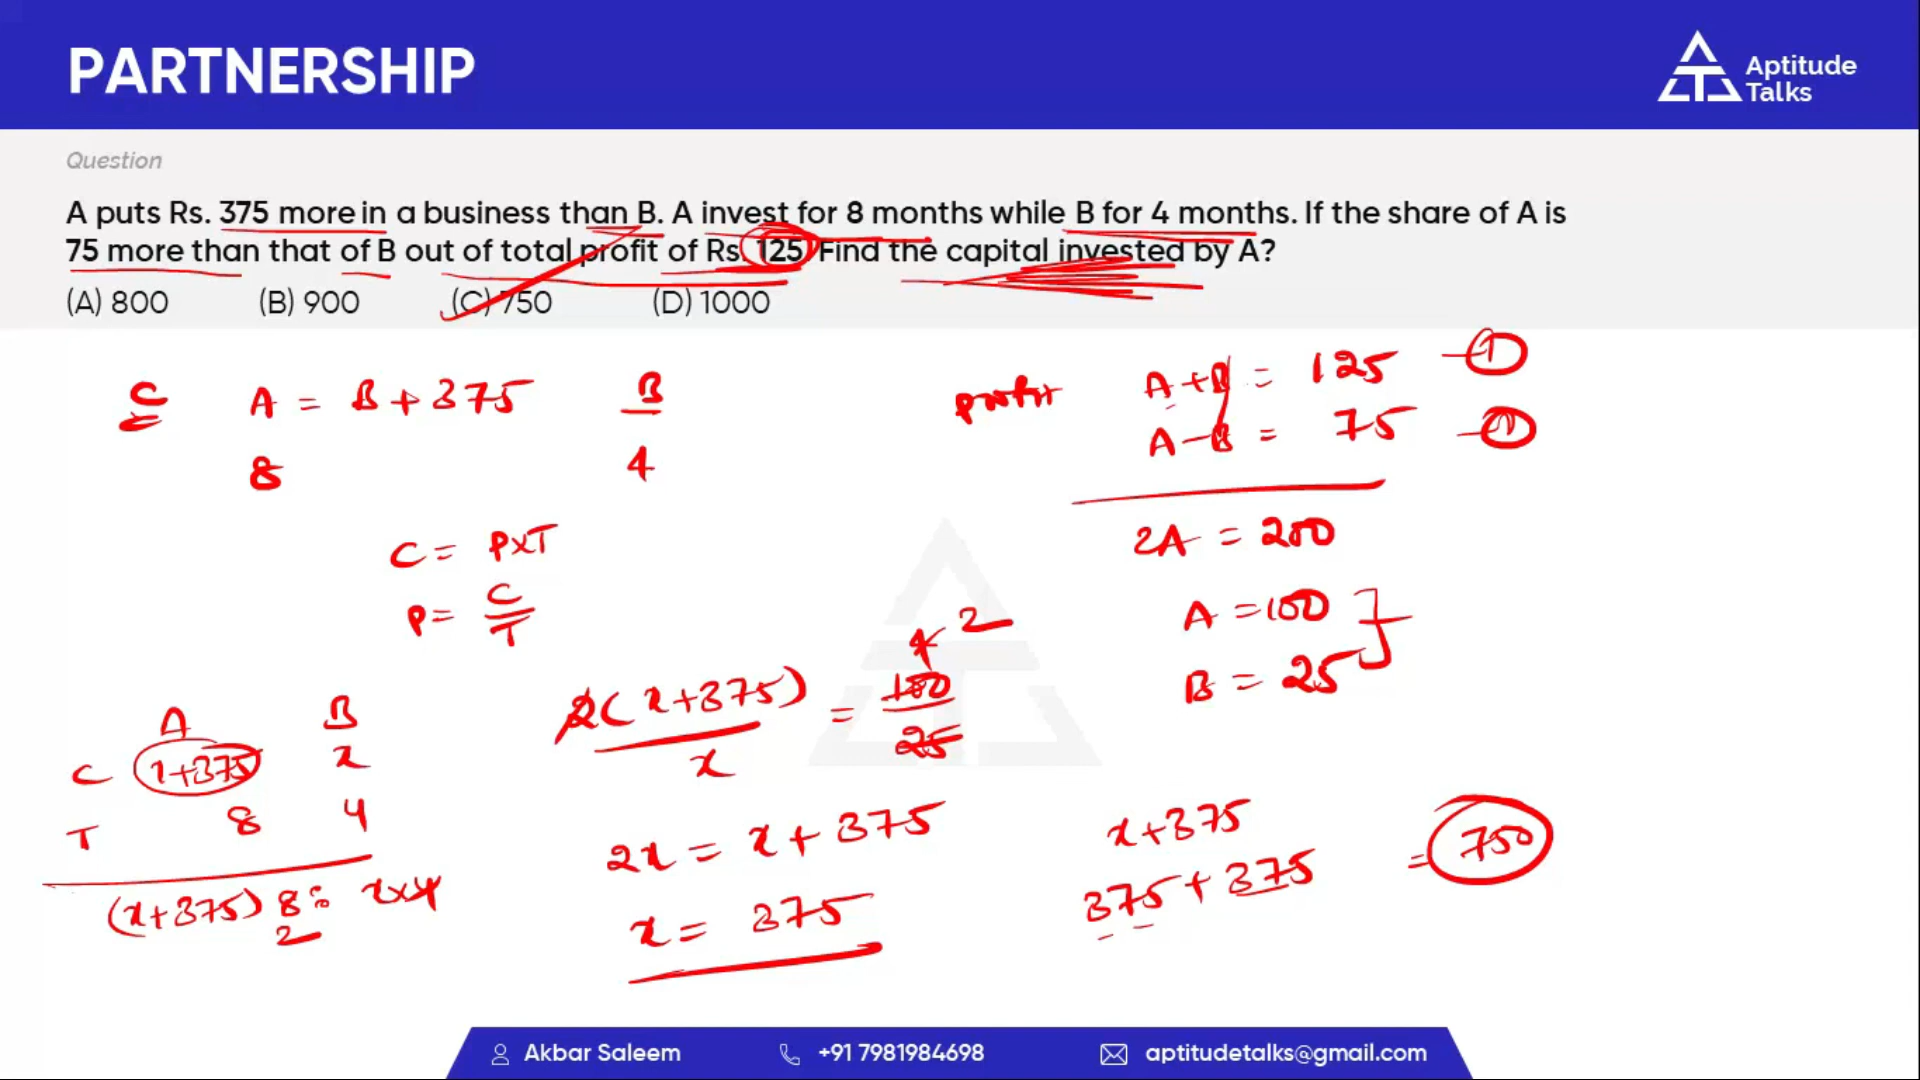 PARTNERSHIP
Aptitude
Talks
Question
A puts Rs. 375 more in a business than B. A invest for 8 months while B for 4 months. If the share of A is
75 more than that of B out of total profit of Rs 125 Find the capital invested by A?
(A) 800 (B) 900 (C) 750 (D) 1000
C A = B + 375 B
8 4
profit A + B = 125 - 1
A - B = 75
2A = 200
A = 100
B = 25
C = P×T
P = C/T
A B
C x+375 x
T 8 4
(x+375) 8 : x×4
2
2(x+375)/x = 100/25
4 2
2x = x + 375
x = 375
x+375
375 + 375 = 750
Akbar Saleem
+91 7981984698
aptitudetalks@gmail.com